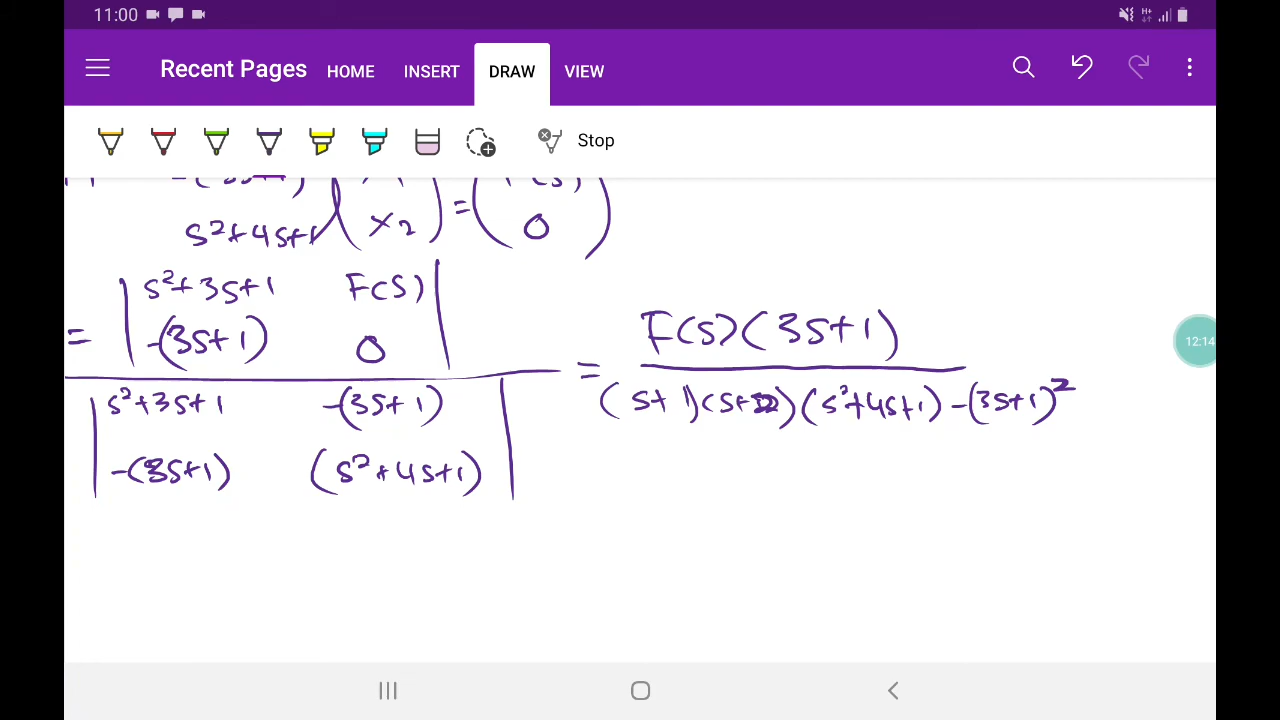 11:00
Recent Pages HOME INSERT DRAW VIEW
Stop
12:14
s²+4s+1 (X2) = (0)
= | s²+3s+1 F(s) |
| -(3s+1) 0 |
= F(s)(3s+1)
| s²+3s+1 -(3s+1) |
| -(3s+1) (s²+4s+1) |
(s+1)(s+2)(s²+4s+1)-(3s+1)²